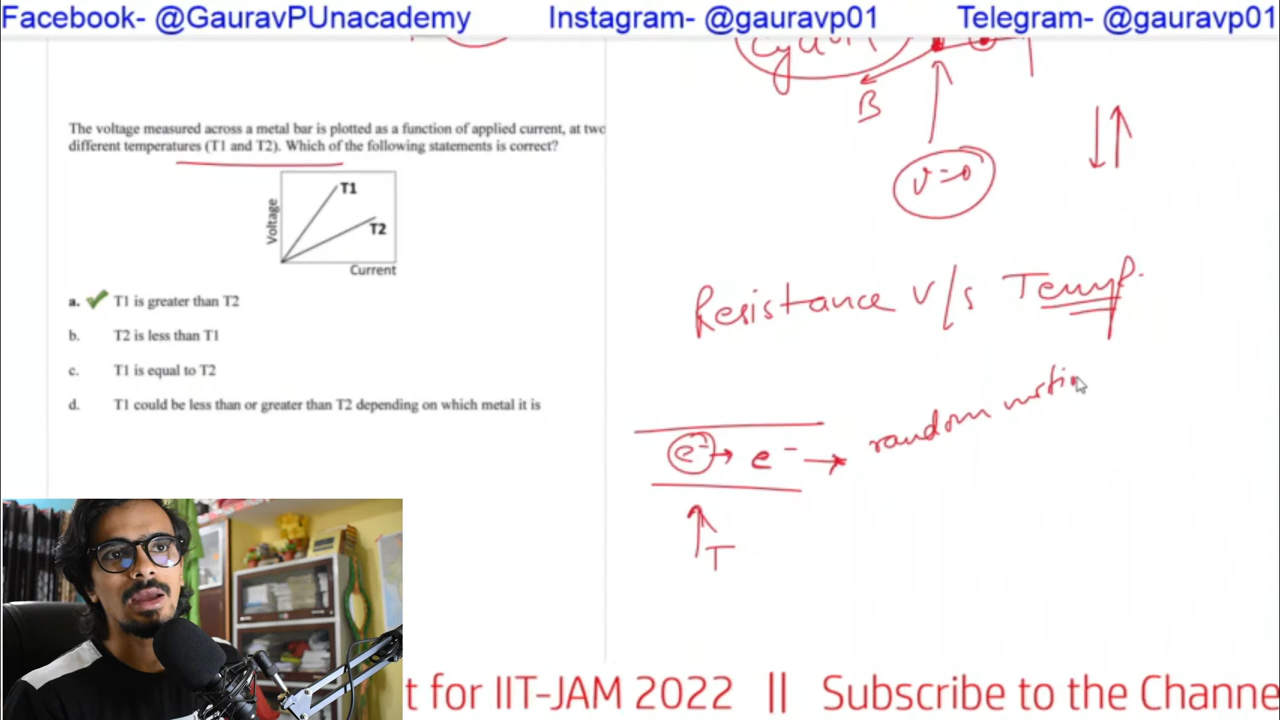 Facebook- @GauravPUnacademy Instagram- @gauravp01 Telegram- @gauravp01
B
v=0
The voltage measured across a metal bar is plotted as a function of applied current, at two
different temperatures (T1 and T2). Which of the following statements is correct?
T1
T2
Voltage
Current
a. T1 is greater than T2
b. T2 is less than T1
c. T1 is equal to T2
d. T1 could be less than or greater than T2 depending on which metal it is
Resistance v/s Temp.
e⁻ → e⁻ → random motio
↑T
t for IIT-JAM 2022 || Subscribe to the Channe